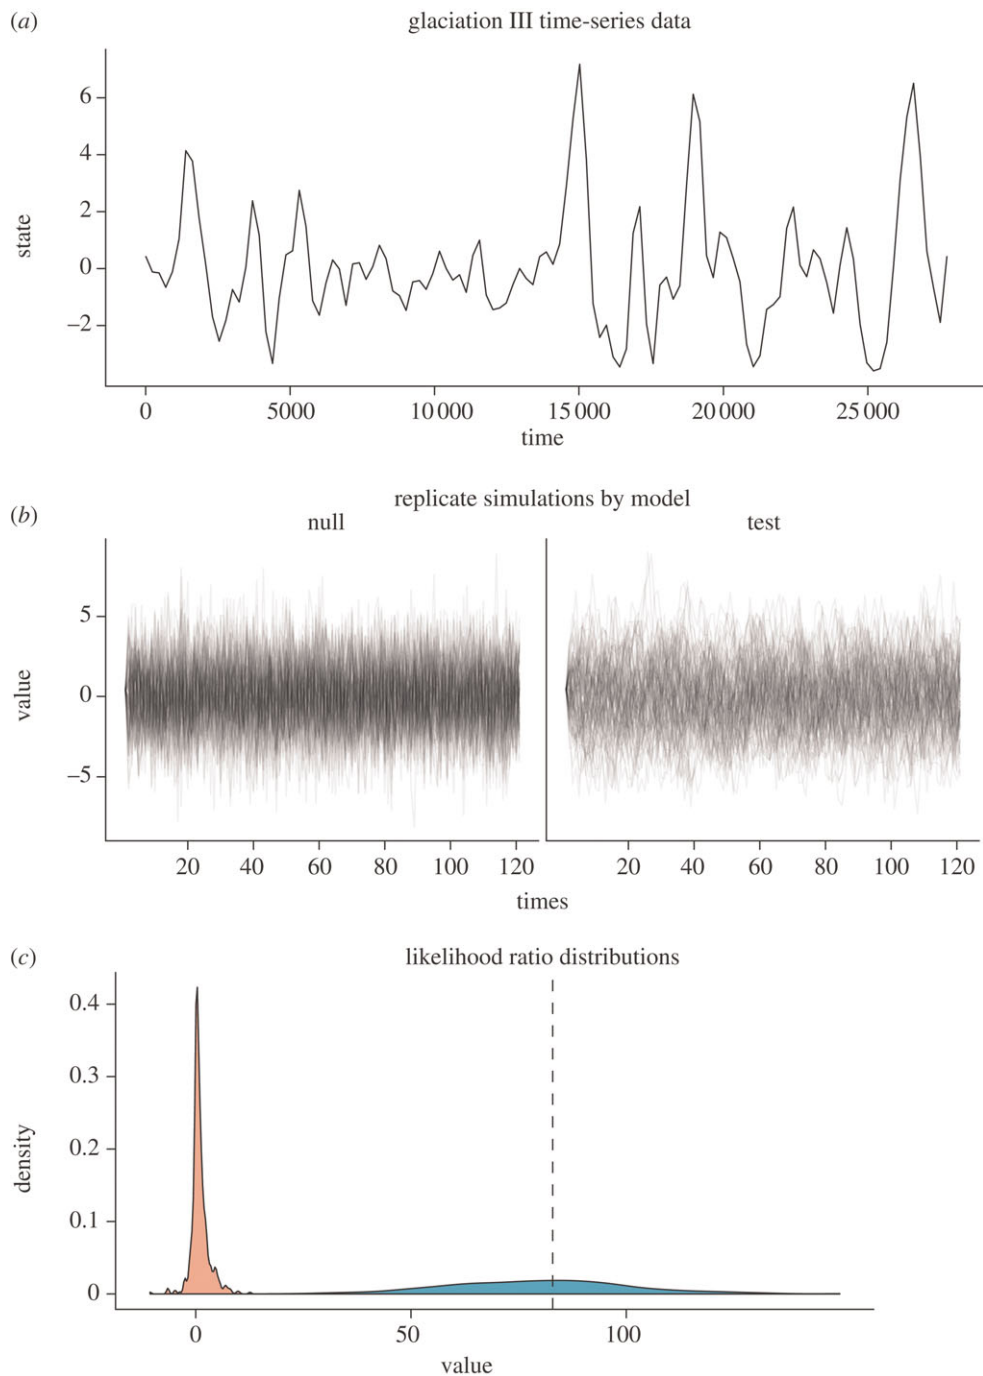 (a)
glaciation III time-series data
6
4
2
0
−2
state
0 5000 10 000 15 000 20 000 25 000
time
(b)
replicate simulations by model
null test
5
0
−5
value
20 40 60 80 100 120 20 40 60 80 100 120
times
(c)
likelihood ratio distributions
0.4
0.3
0.2
0.1
0
density
0 50 100
value